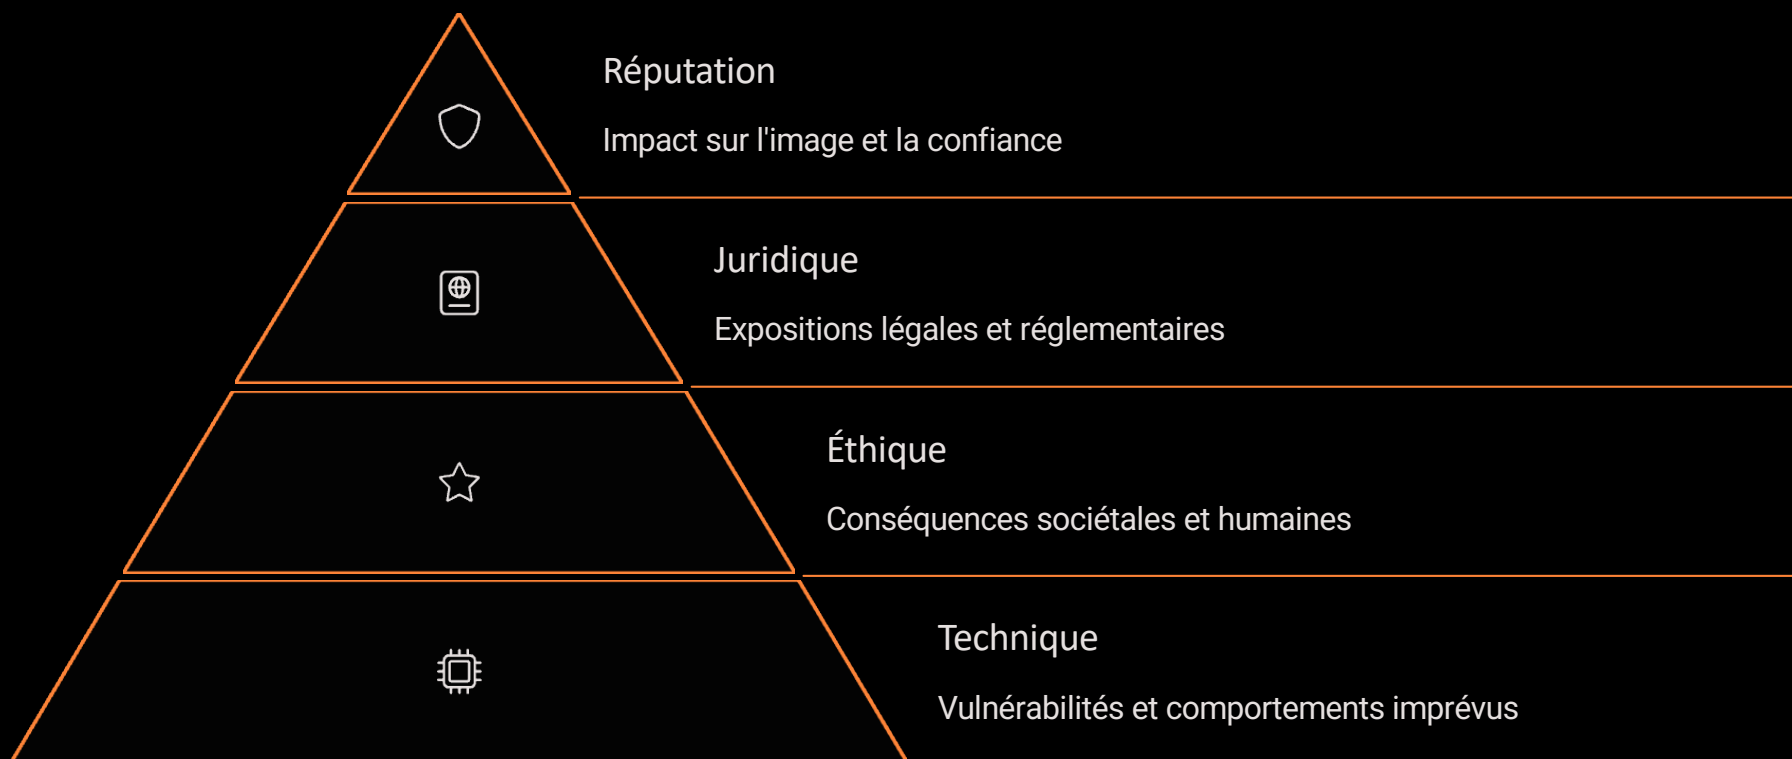 Réputation
Impact sur l'image et la confiance
Juridique
Expositions légales et réglementaires
Éthique
Conséquences sociétales et humaines
Technique
Vulnérabilités et comportements imprévus